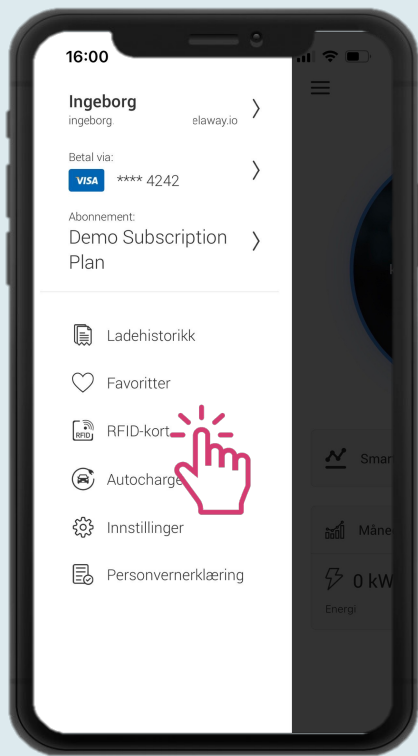 16:00
Ingeborg
ingeborg elaway.io
Betal via:
VISA **** 4242
Abonnement:
Demo Subscription
Plan
Ladehistorikk
Favoritter
RFID RFID-kort
Autocharge
Innstillinger
Personvernerklæring
Smar
Måne
0 kW
Energi